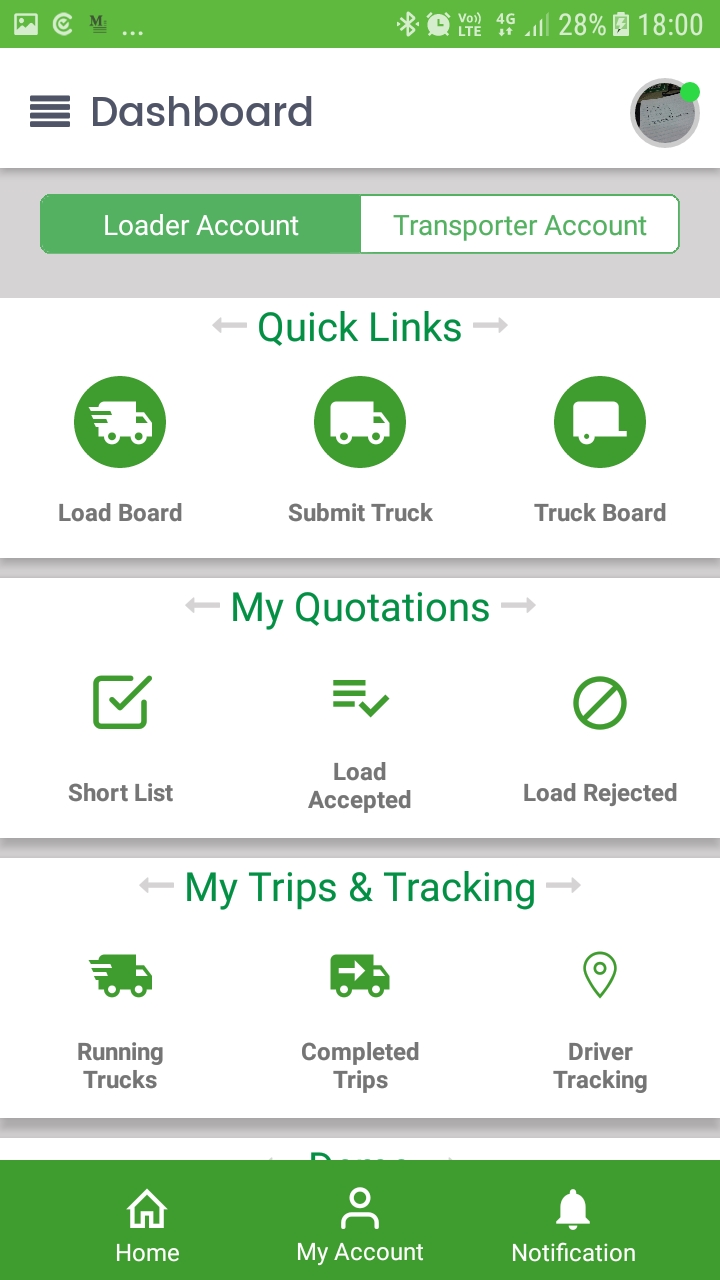 ... Vo) 4G 28% 18:00
LTE
Dashboard
Loader Account Transporter Account
Quick Links
Load Board Submit Truck Truck Board
My Quotations
Short List Load Accepted Load Rejected
My Trips & Tracking
Running Trucks Completed Trips Driver Tracking
Home My Account Notification